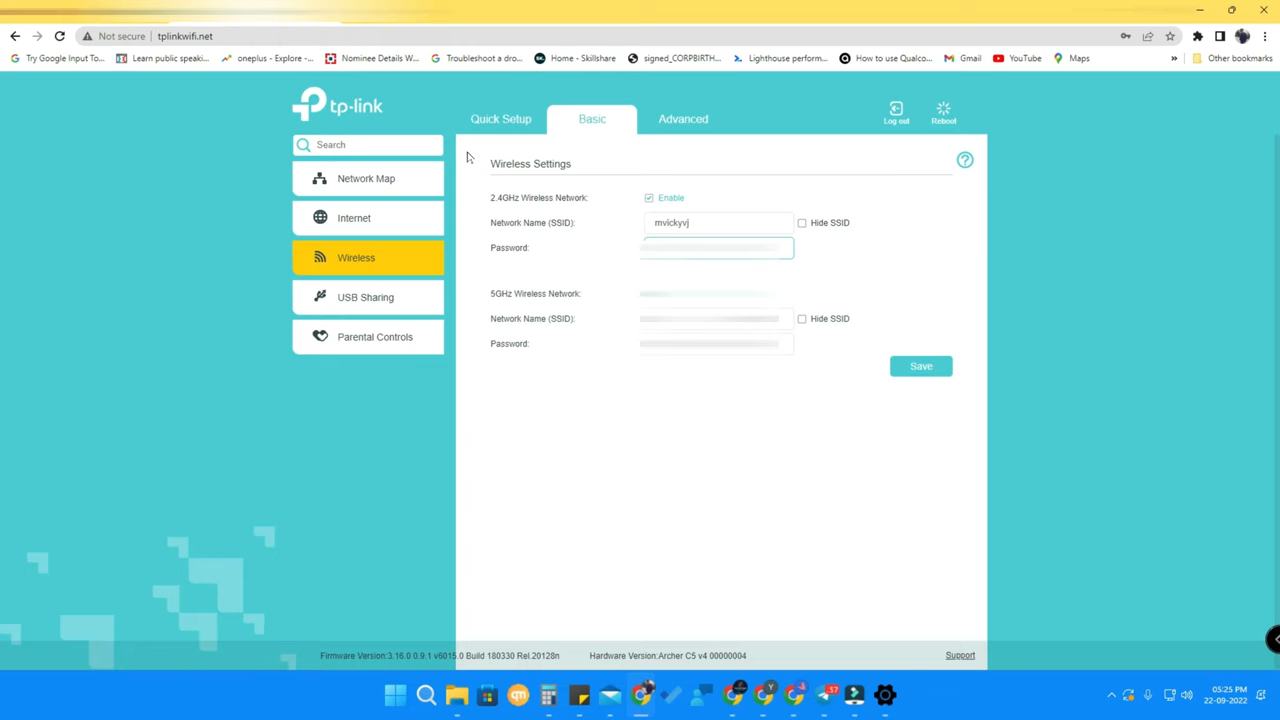 Not secure | tplinkwifi.net
Try Google Input To... Learn public speaki... oneplus - Explore -... Nominee Details W... Troubleshoot a dro... Home - Skillshare signed_CORPBIRTH... Lighthouse perform... How to use Qualco... Gmail YouTube Maps » Other bookmarks
tp-link
Quick Setup Basic Advanced Log out Reboot
Search
Network Map
Internet
Wireless
USB Sharing
Parental Controls
Wireless Settings
2.4GHz Wireless Network: Enable
Network Name (SSID): mvickyvj Hide SSID
Password:
5GHz Wireless Network:
Network Name (SSID): Hide SSID
Password:
Save
Firmware Version:3.16.0 0.9.1 v6015.0 Build 180330 Rel.20128n Hardware Version:Archer C5 v4 00000004 Support
37
05:25 PM
22-09-2022